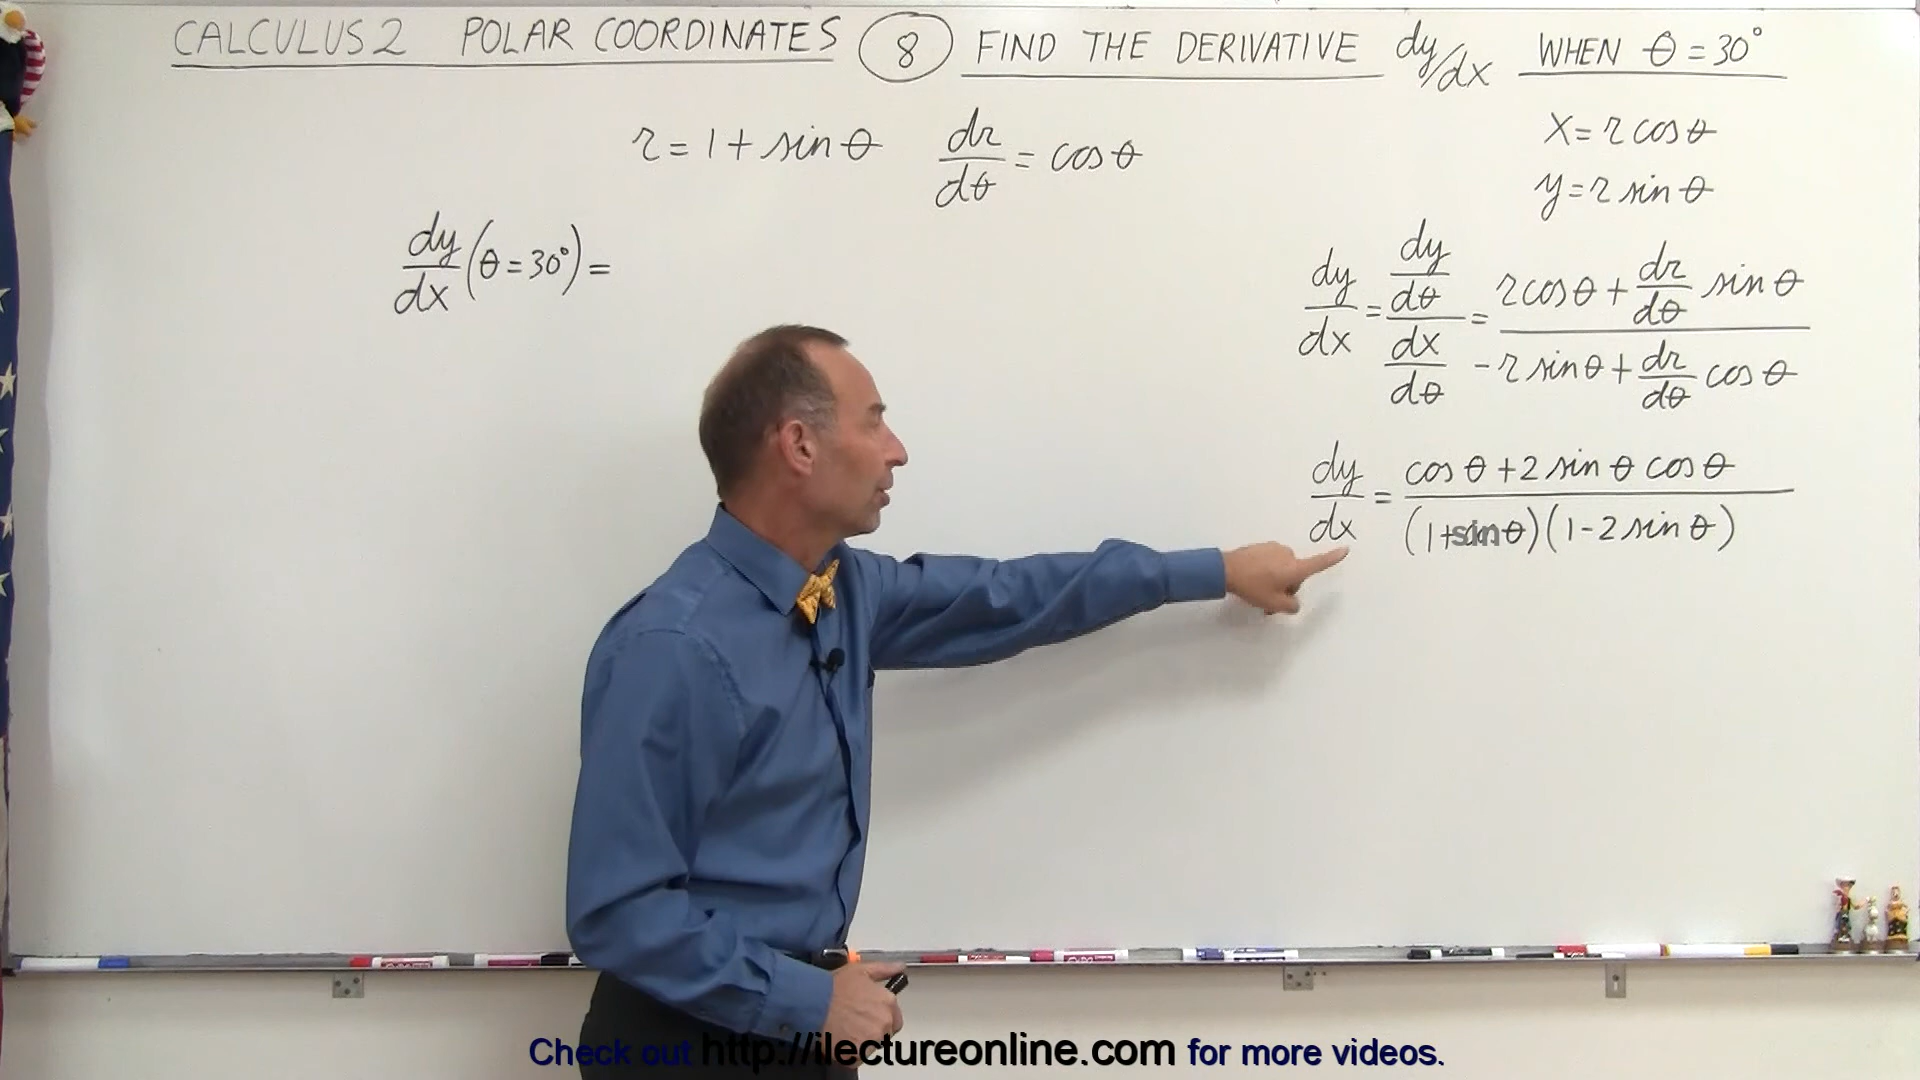 CALCULUS 2 POLAR COORDINATES 8 FIND THE DERIVATIVE dy/dx WHEN θ = 30°
r = 1 + sin θ dr/dθ = cos θ
x = r cos θ
y = r sin θ
dy/dx (θ = 30°) =
dy/dx = (dy/dθ)/(dx/dθ) = (r cos θ + dr/dθ sin θ)/(-r sin θ + dr/dθ cos θ)
dy/dx = (cos θ + 2 sin θ cos θ)/((1 + sin θ)(1 - 2 sin θ))
Check out http://ilectureonline.com for more videos.